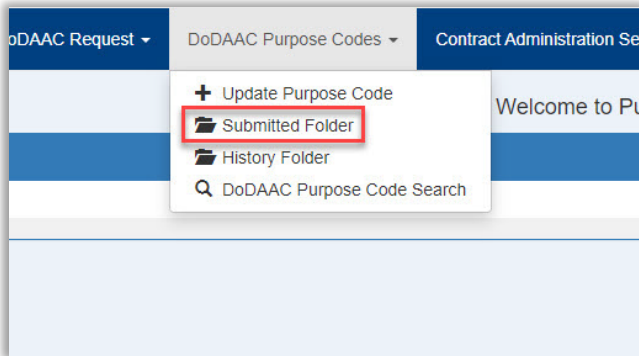 oDAAC Request
DoDAAC Purpose Codes
Contract Administration Se
Update Purpose Code
Welcome to Pu
Submitted Folder
History Folder
DoDAAC Purpose Code Search